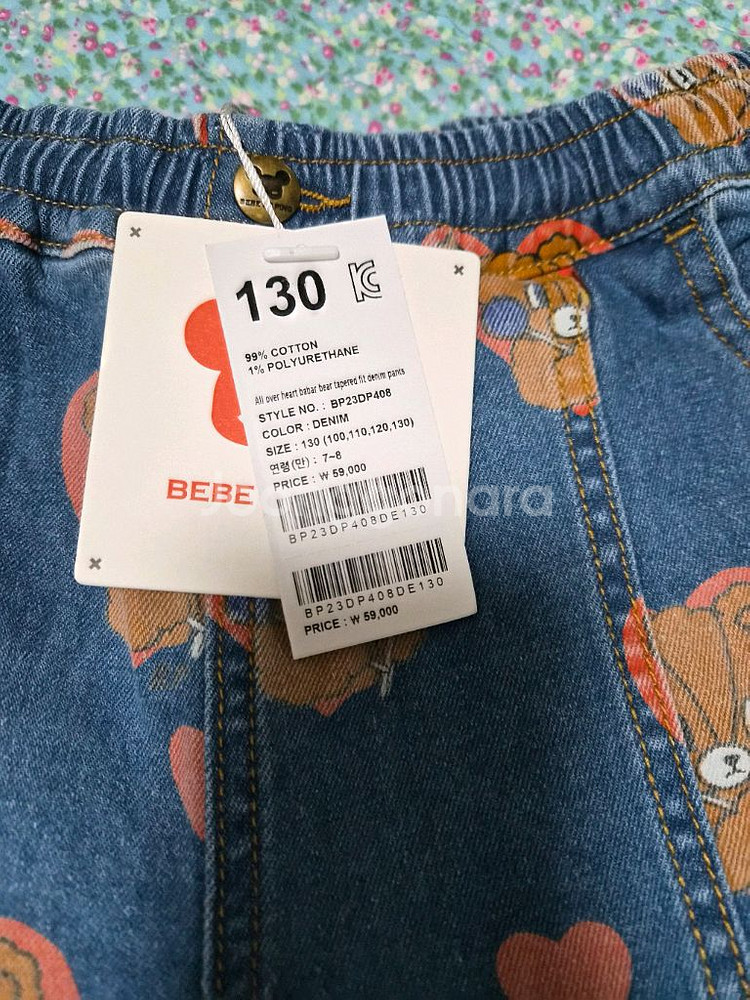 130
99% COTTON
1% POLYURETHANE
All over heart babar bear tapered fit denim pants
STYLE NO. : BP23DP408
COLOR : DENIM
SIZE : 130 (100,110,120,130)
연령(만) : 7~8
PRICE : ₩ 59,000
BP23DP408DE130
BP23DP408DE130
PRICE : ₩ 59,000
BEBE